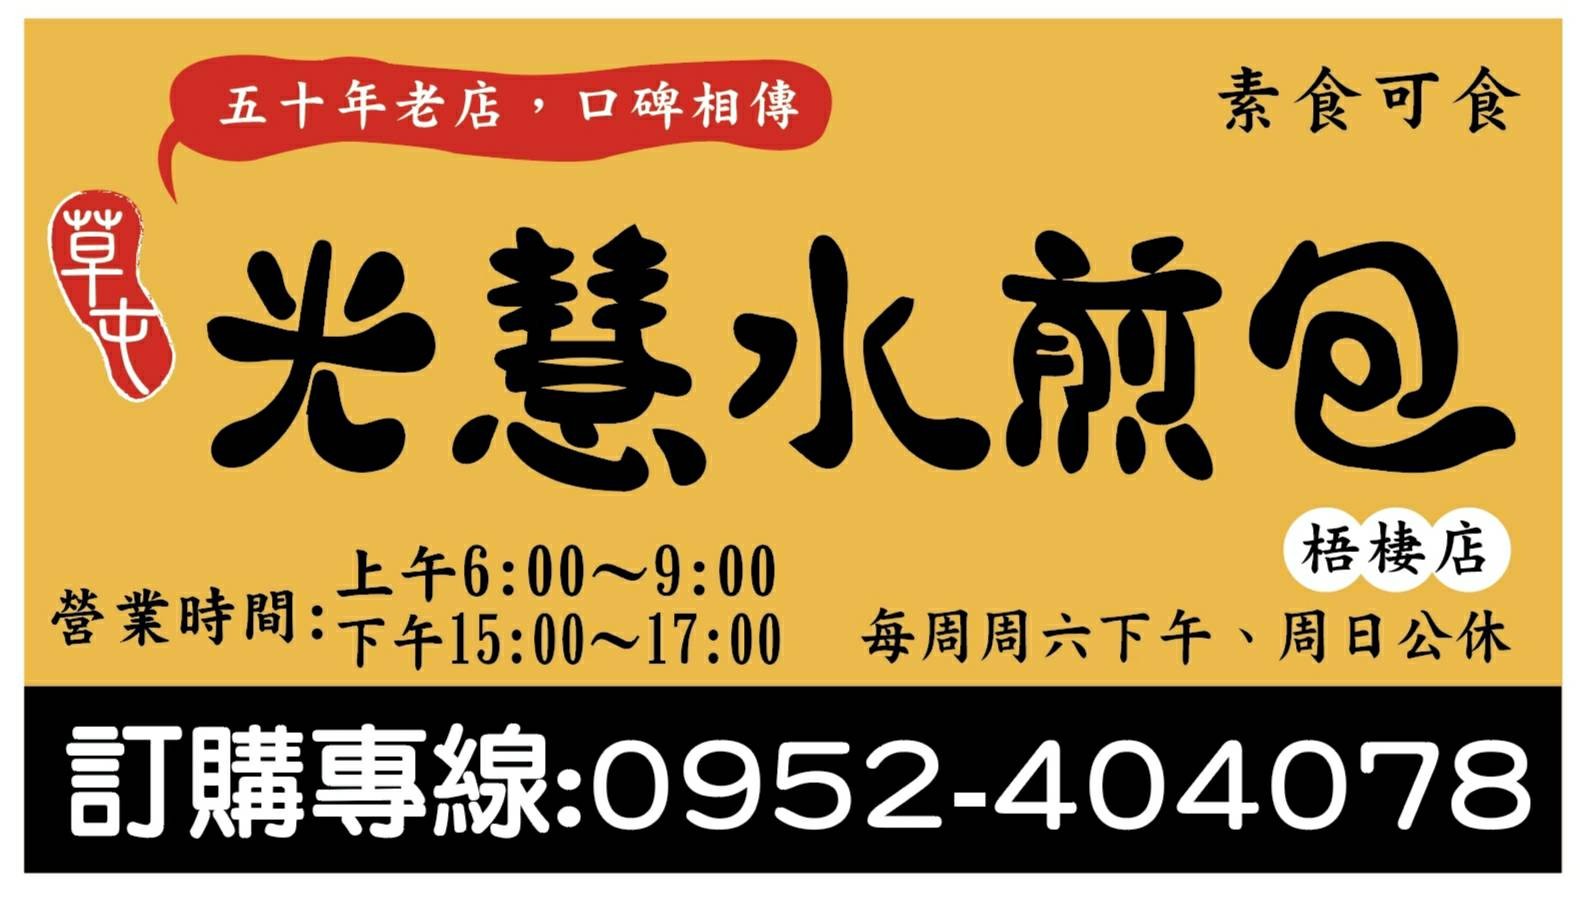 五十年老店，口碑相傳
素食可食
草屯
光慧水煎包
梧棲店
營業時間:
上午6:00～9:00
下午15:00～17:00
每周周六下午、周日公休
訂購專線:0952-404078